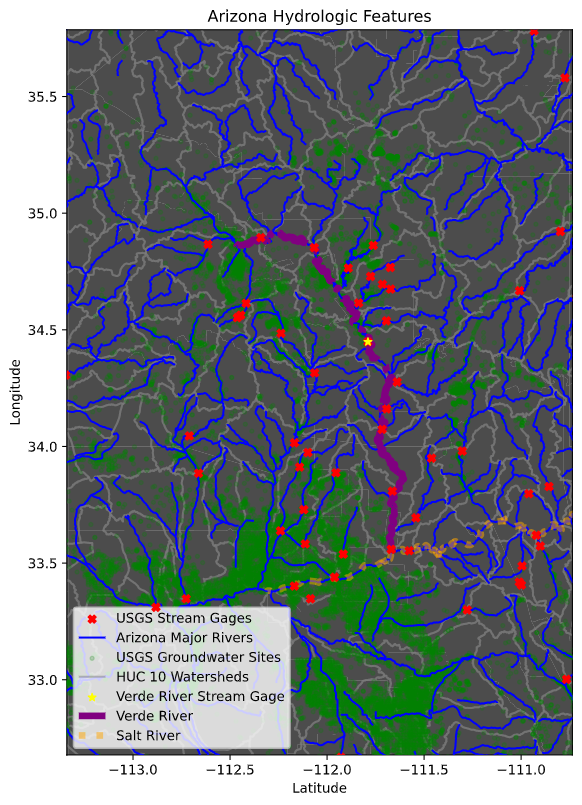 Arizona Hydrologic Features
35.5
35.0
34.5
34.0
33.5
33.0
Longitude
USGS Stream Gages
Arizona Major Rivers
USGS Groundwater Sites
HUC 10 Watersheds
Verde River Stream Gage
Verde River
Salt River
−113.0 −112.5 −112.0 −111.5 −111.0
Latitude